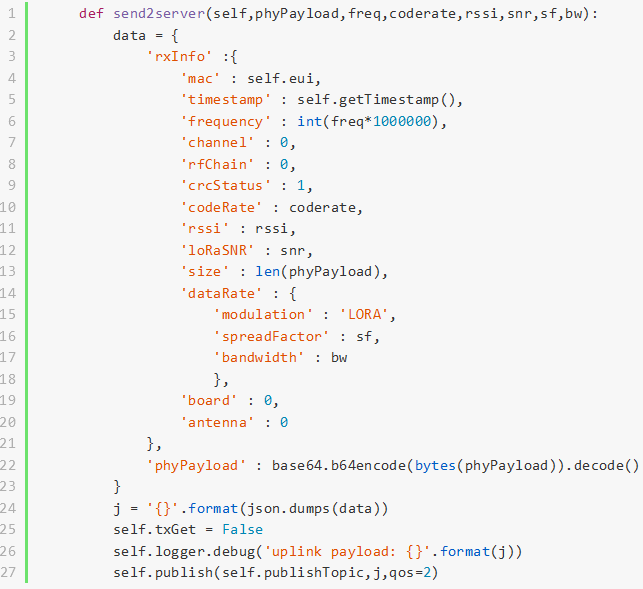 1     def send2server(self,phyPayload,freq,coderate,rssi,snr,sf,bw):
2         data = {
3             'rxInfo' :{
4                 'mac' : self.eui,
5                 'timestamp' : self.getTimestamp(),
6                 'frequency' : int(freq*1000000),
7                 'channel' : 0,
8                 'rfChain' : 0,
9                 'crcStatus' : 1,
10                 'codeRate' : coderate,
11                 'rssi' : rssi,
12                 'loRaSNR' : snr,
13                 'size' : len(phyPayload),
14                 'dataRate' : {
15                     'modulation' : 'LORA',
16                     'spreadFactor' : sf,
17                     'bandwidth' : bw
18                     },
19                 'board' : 0,
20                 'antenna' : 0
21             },
22             'phyPayload' : base64.b64encode(bytes(phyPayload)).decode()
23         }
24         j = '{}'.format(json.dumps(data))
25         self.txGet = False
26         self.logger.debug('uplink payload: {}'.format(j))
27         self.publish(self.publishTopic,j,qos=2)